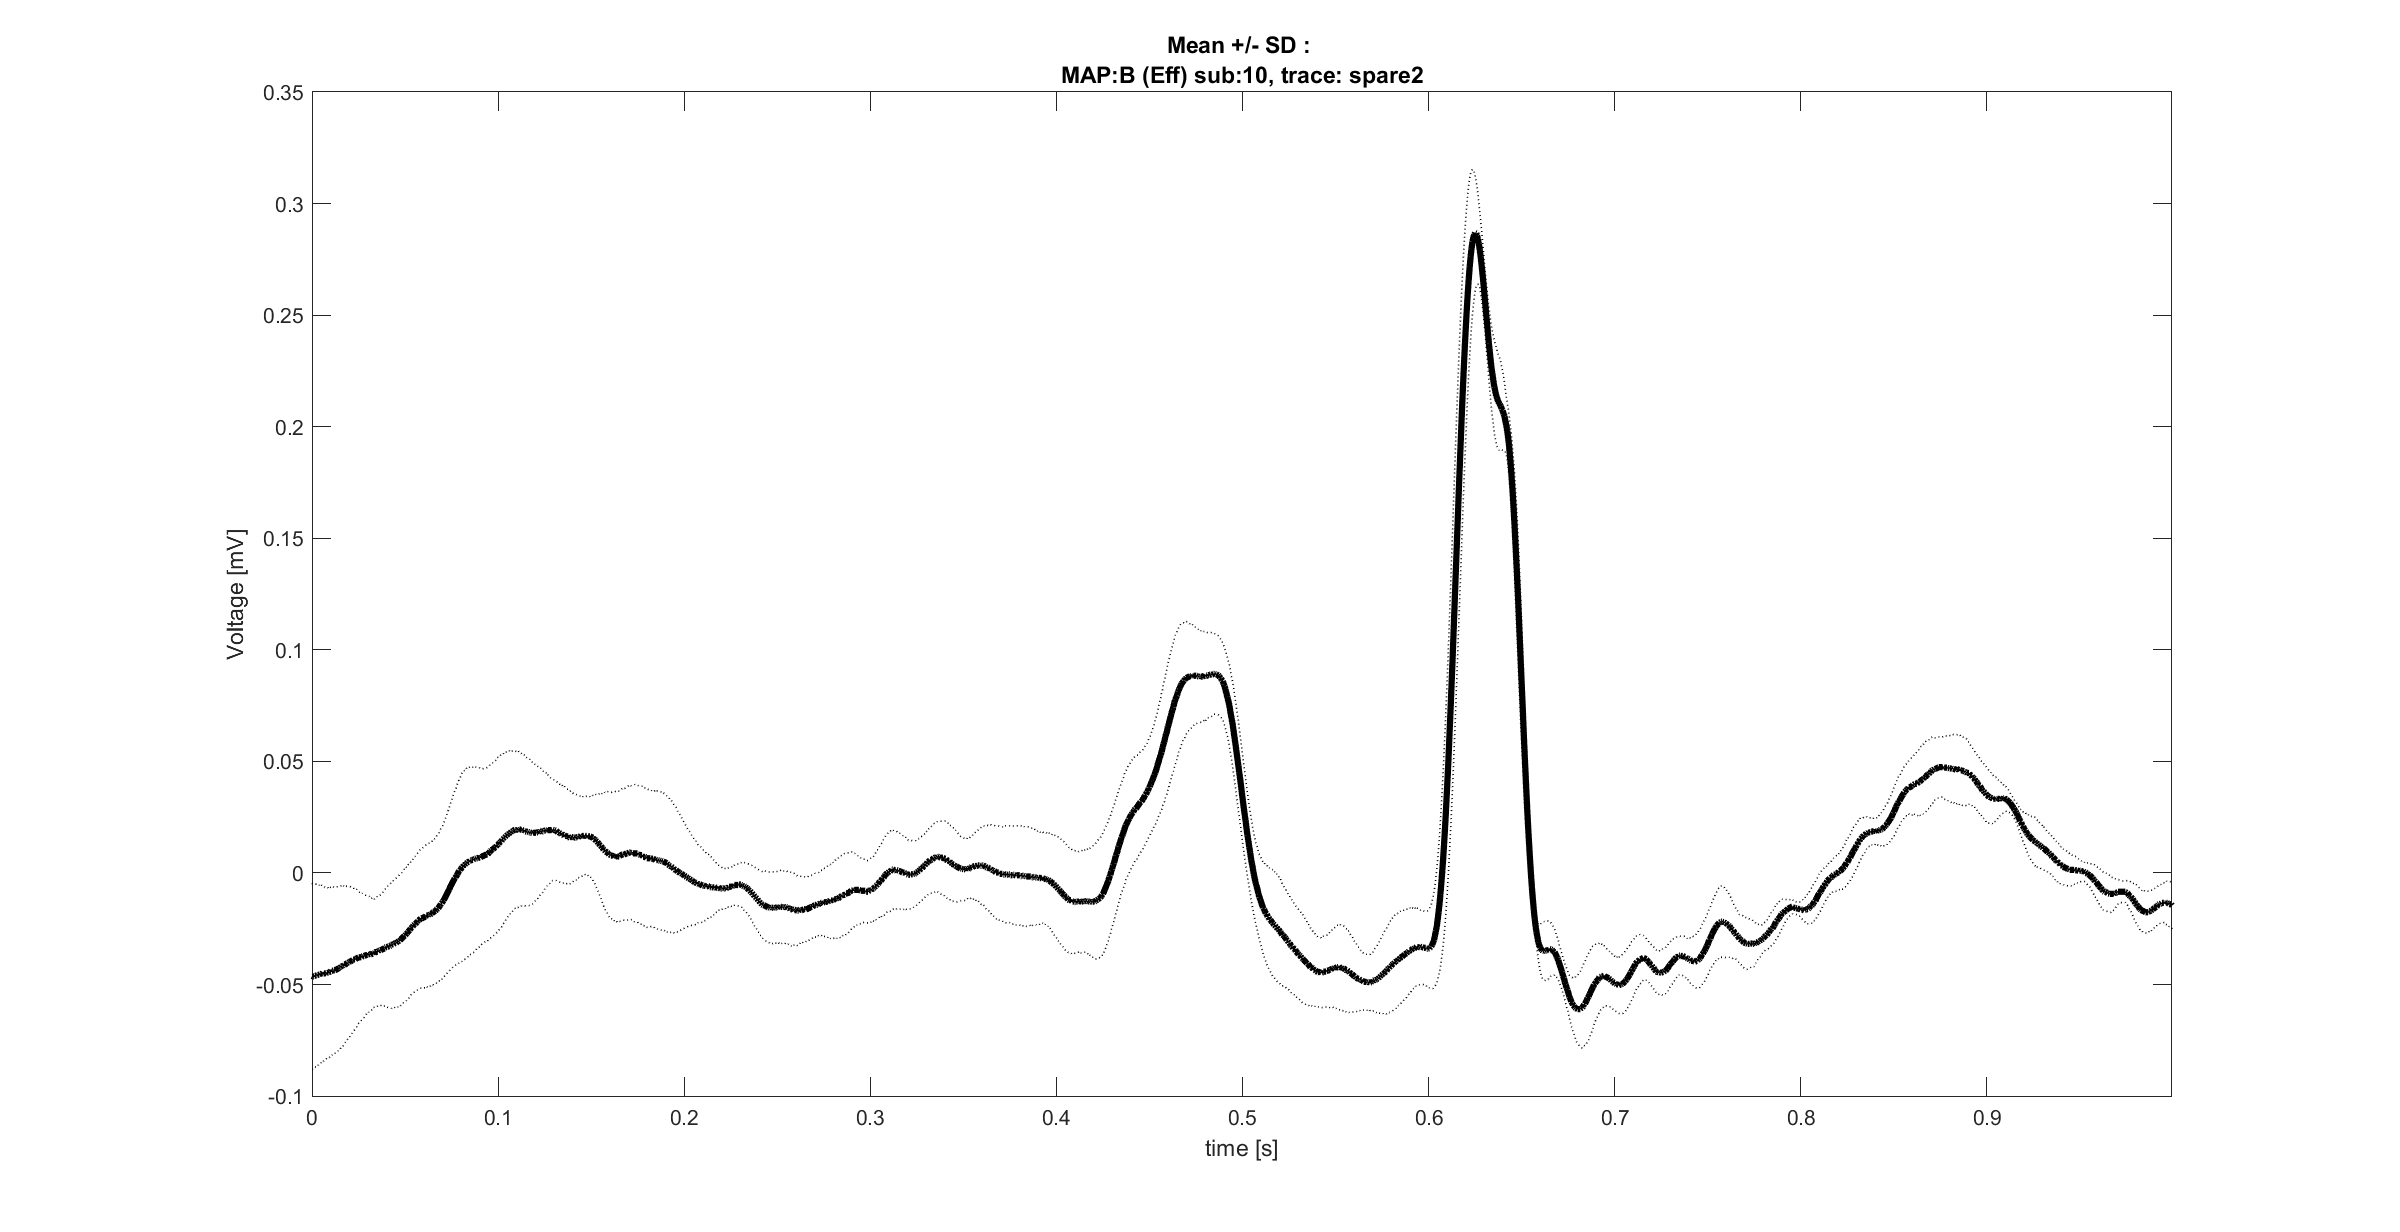 Mean +/- SD :
MAP:B (Eff) sub:10, trace: spare2
0.35
0.3
0.25
0.2
0.15
0.1
0.05
0
-0.05
-0.1
Voltage [mV]
0 0.1 0.2 0.3 0.4 0.5 0.6 0.7 0.8 0.9
time [s]